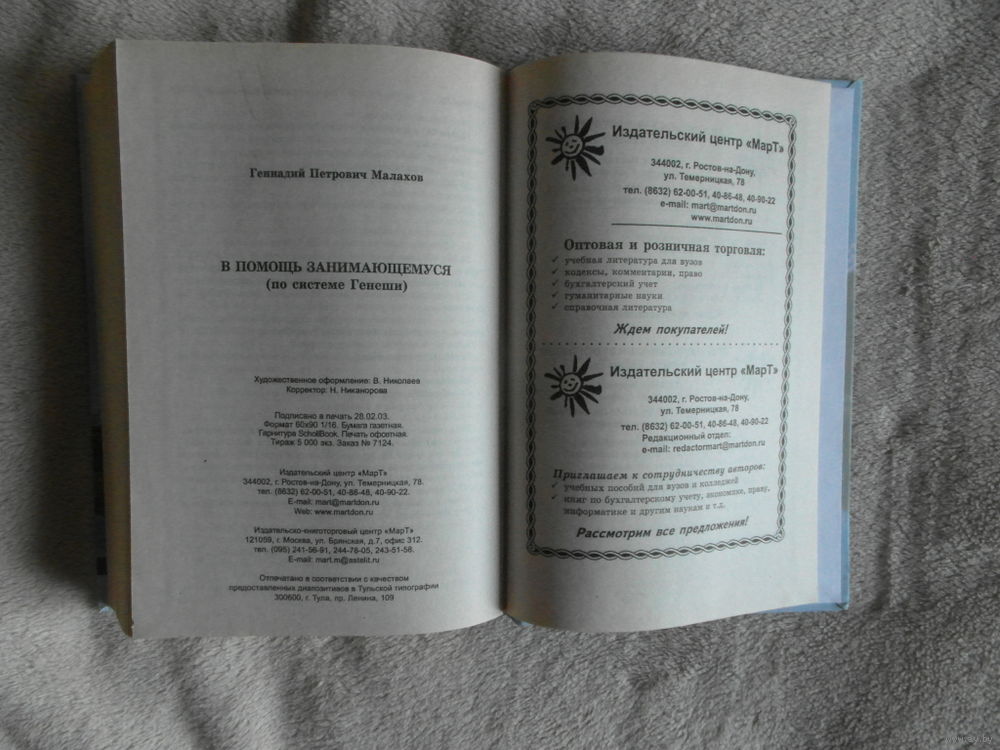 Геннадий Петрович Малахов
В ПОМОЩЬ ЗАНИМАЮЩЕМУСЯ
(по системе Генеши)
Художественное оформление: В. Николаев
Корректор: Н. Никанорова
Подписано в печать 28.02.03.
Формат 60х90 1/16. Бумага газетная.
Гарнитура SchollBook. Печать офсетная.
Тираж 5 000 экз. Заказ № 7124.
Издательский центр «МарТ»
344002, г. Ростов-на-Дону, ул. Темерницкая, 78.
тел. (8632) 62-00-51, 40-86-48, 40-90-22.
E-mail: mart@martdon.ru
Web: www.martdon.ru
Издательско-книготорговый центр «МарТ»
121059, г. Москва, ул. Брянская, д.7, офис 312.
тел. (095) 241-56-91, 244-78-05, 243-51-58.
E-mail: mart.m@astelit.ru
Отпечатано в соответствии с качеством
предоставленных диапозитивов в Тульской типографии
300600, г. Тула, пр. Ленина, 109
Издательский центр «МарТ»
344002, г. Ростов-на-Дону,
ул. Темерницкая, 78
тел. (8632) 62-00-51, 40-86-48, 40-90-22
e-mail: mart@martdon.ru
www.martdon.ru
Оптовая и розничная торговля:
✓ учебная литература для вузов
✓ кодексы, комментарии, право
✓ бухгалтерский учет
✓ гуманитарные науки
✓ справочная литература
Ждем покупателей!
Издательский центр «МарТ»
344002, г. Ростов-на-Дону,
ул. Темерницкая, 78
тел. (8632) 62-00-51, 40-86-48, 40-90-22
Редакционный отдел:
e-mail: redactormart@martdon.ru
Приглашаем к сотрудничеству авторов:
✓ учебных пособий для вузов и колледжей
✓ книг по бухгалтерскому учету, экономике, праву,
информатике и другим наукам и т.д.
Рассмотрим все предложения!